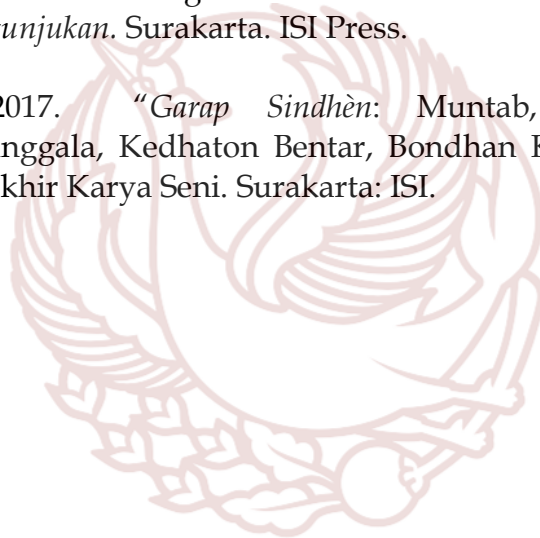 unjukan. Surakarta. ISI Press.
2017. “Garap Sindhèn: Muntab,
nggala, Kedhaton Bentar, Bondhan
khir Karya Seni. Surakarta: ISI.